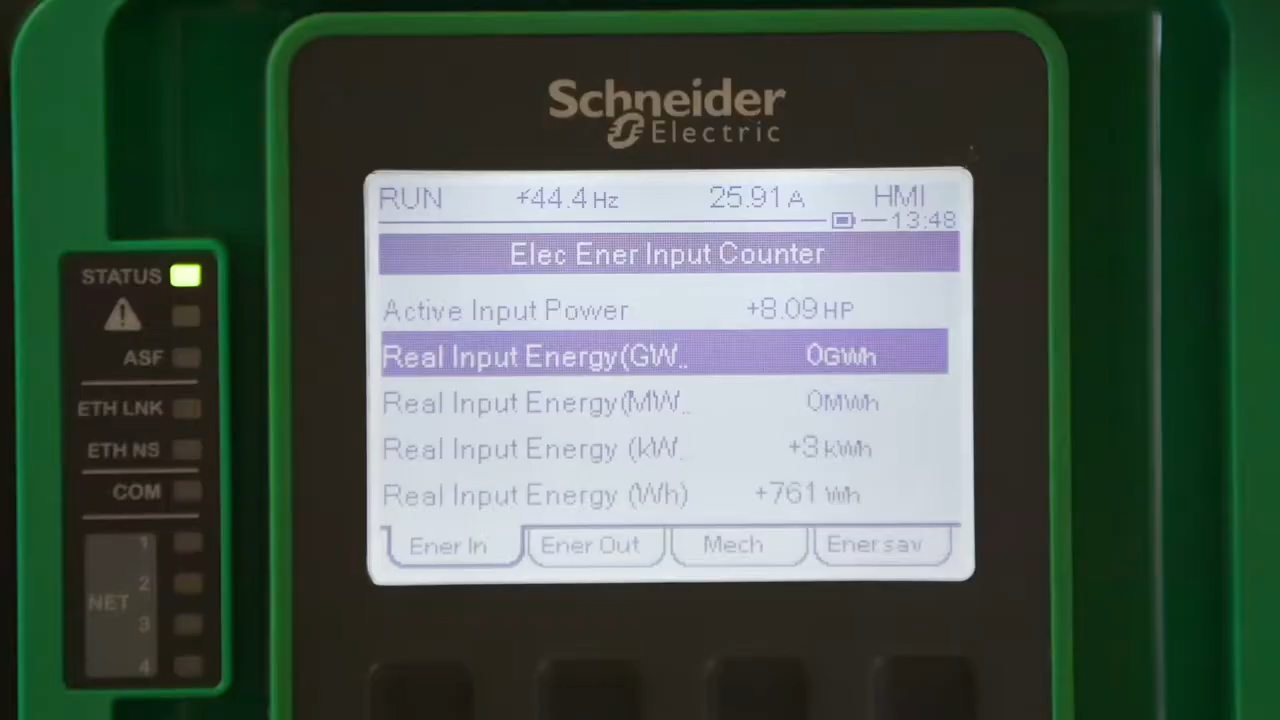 Schneider
Electric
RUN +44.4 Hz 25.91 A HMI
13:48
Elec Ener Input Counter
Active Input Power +8.09 HP
Real Input Energy(GW.. 0GWh
Real Input Energy(MW.. 0MWh
Real Input Energy (kW.. +3 kWh
Real Input Energy (Wh) +761 Wh
Ener In Ener Out Mech Ener sav
STATUS
ASF
ETH LNK
ETH NS
COM
NET
1
2
3
4